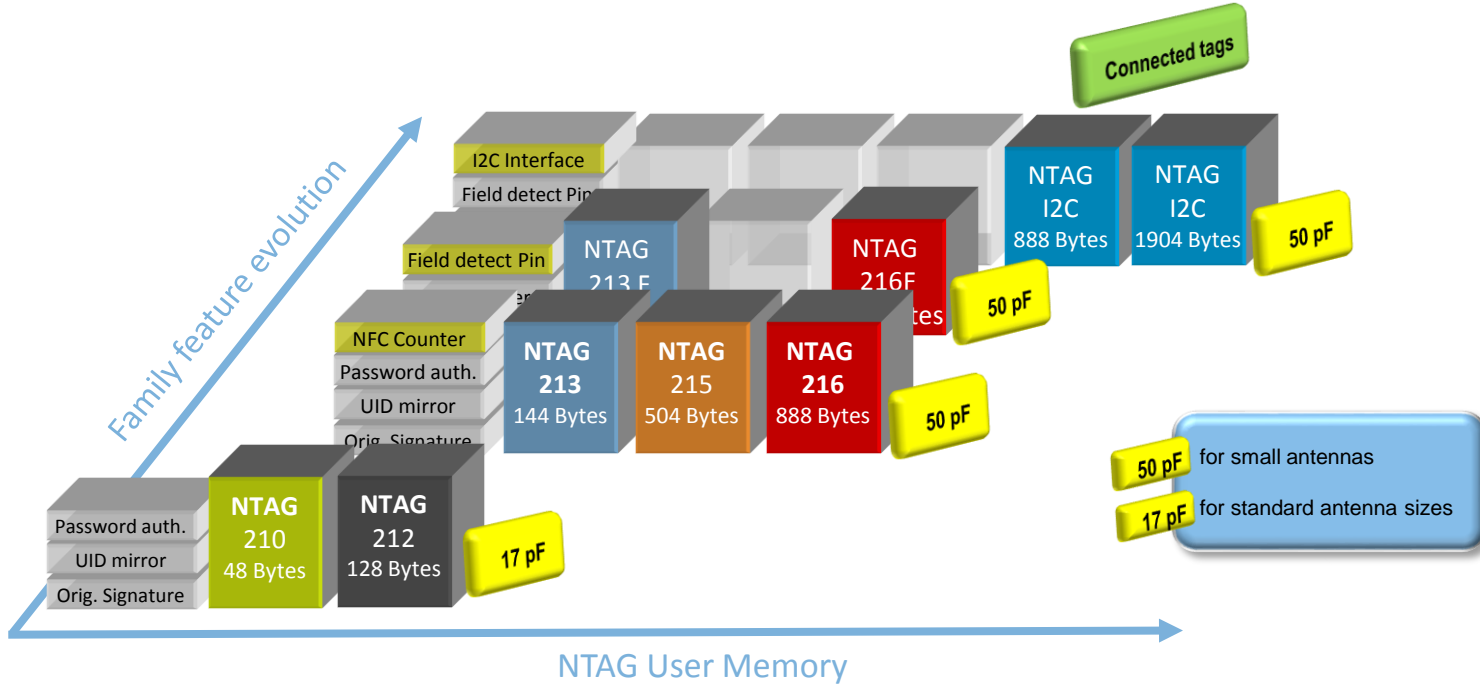 Connected tags
I2C Interface
Field detect Pin
NTAG
I2C
888 Bytes
NTAG
I2C
1904 Bytes
50 pF
Field detect Pin
NTAG
213 F
NTAG
216F
50 pF
NFC Counter
Password auth.
UID mirror
Orig. Signature
NTAG
213
144 Bytes
NTAG
215
504 Bytes
NTAG
216
888 Bytes
50 pF
Password auth.
UID mirror
Orig. Signature
NTAG
210
48 Bytes
NTAG
212
128 Bytes
17 pF
50 pF for small antennas
17 pF for standard antenna sizes
Family feature evolution
NTAG User Memory